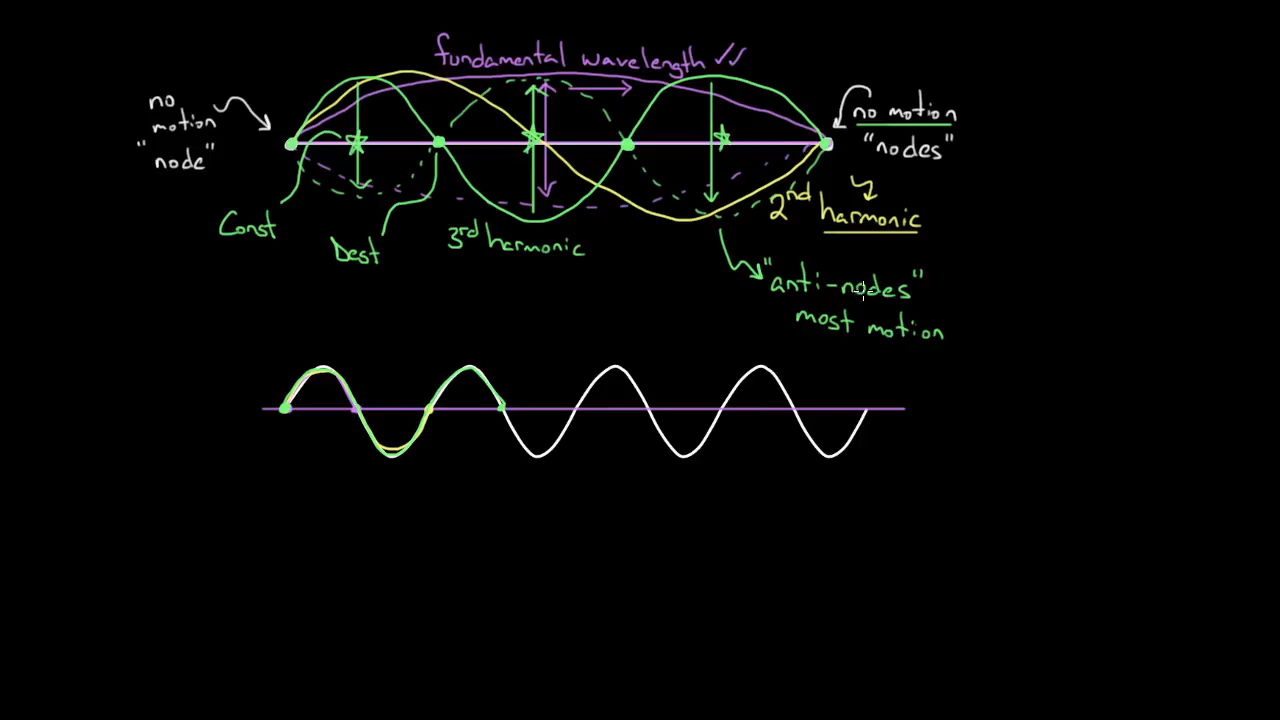 fundamental wavelength
no
motion
"node"
no motion
"nodes"
2nd harmonic
Const
Dest
3rd harmonic
"anti-nodes"
most motion